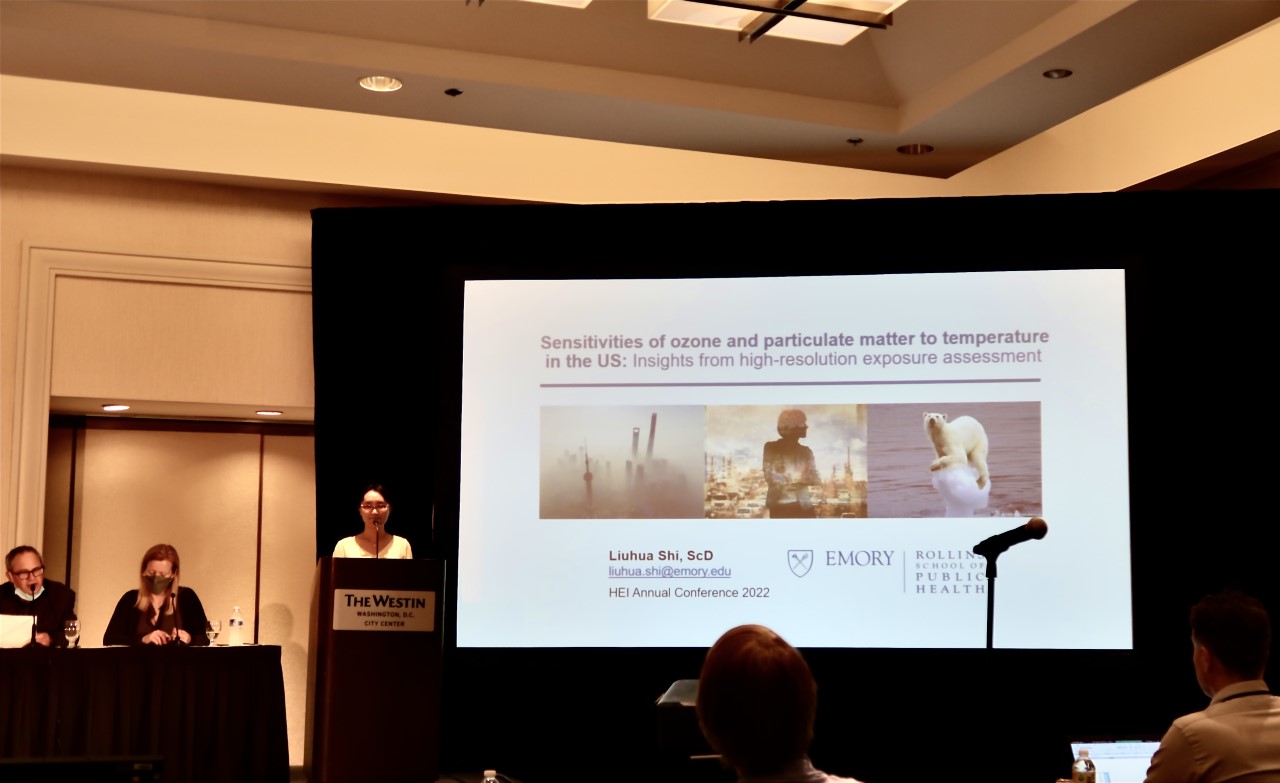 Sensitivities of ozone and particulate matter to temperature
in the US: Insights from high-resolution exposure assessment
Liuhua Shi, ScD
liuhua.shi@emory.edu
HEI Annual Conference 2022
EMORY
ROLLINS
SCHOOL OF
PUBLIC
HEALTH
THE WESTIN
WASHINGTON, D.C.
CITY CENTER